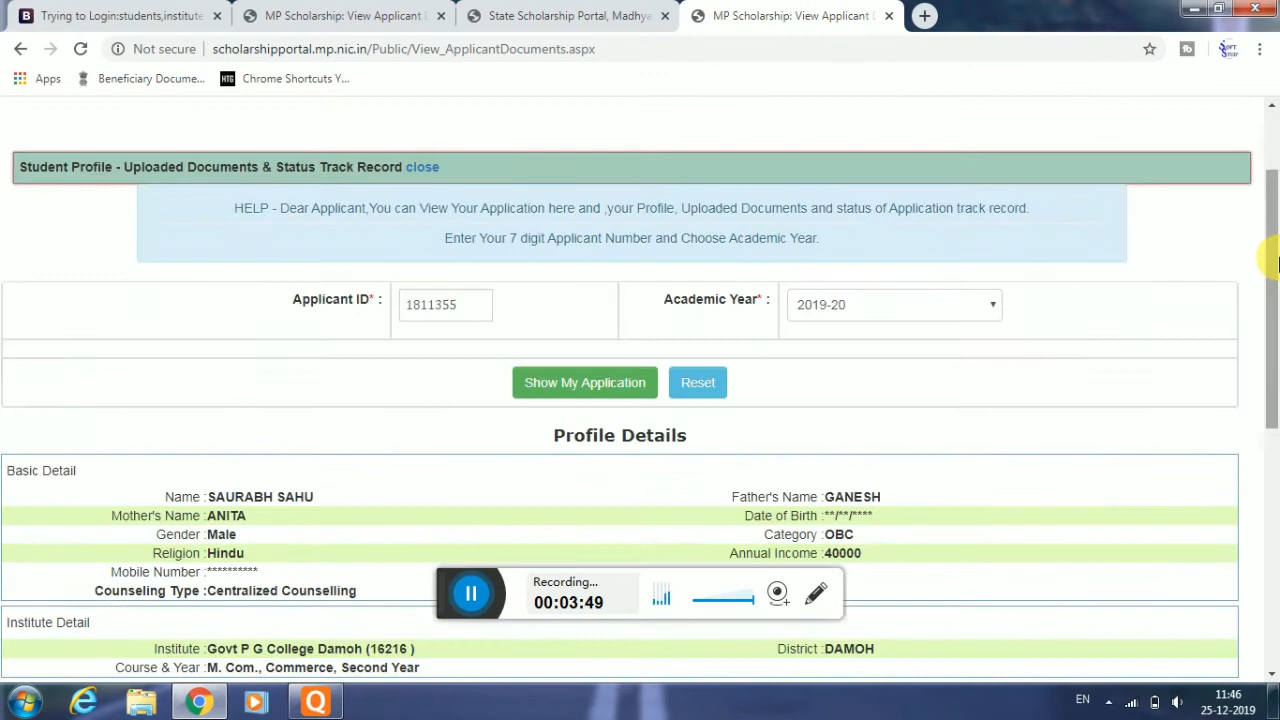 Trying to Login:students,institute
MP Scholarship: View Applicant D
State Scholarship Portal, Madhya
MP Scholarship: View Applicant D
Not secure
scholarshipportal.mp.nic.in/Public/View_ApplicantDocuments.aspx
Apps
Beneficiary Docume...
HTG
Chrome Shortcuts Y...
Student Profile - Uploaded Documents & Status Track Record close
HELP - Dear Applicant,You can View Your Application here and ,your Profile, Uploaded Documents and status of Application track record.
Enter Your 7 digit Applicant Number and Choose Academic Year.
Applicant ID* : 1811355 Academic Year* : 2019-20
Show My Application Reset
Profile Details
Basic Detail
Name :SAURABH SAHU Father's Name :GANESH
Mother's Name :ANITA Date of Birth :**/**/****
Gender :Male Category :OBC
Religion :Hindu Annual Income :40000
Mobile Number :**********
Counseling Type :Centralized Counselling
Recording...
00:03:49
Institute Detail
Institute :Govt P G College Damoh (16216 ) District :DAMOH
Course & Year :M. Com., Commerce, Second Year
EN
11:46
25-12-2019